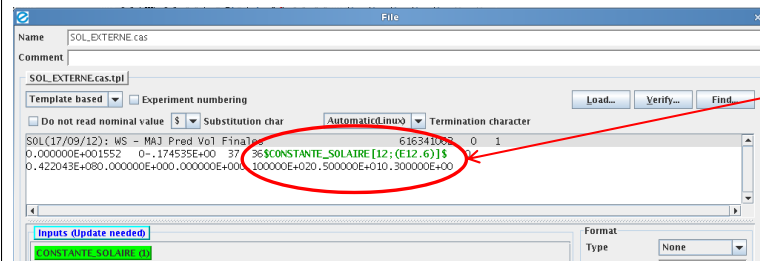 File
Name SOL_EXTERNE.cas
Comment
SOL_EXTERNE.cas.tpl
Template based Experiment numbering Load... Verify... Find...
Do not read nominal value $ Substitution char Automatic(Linux) Termination character
SOL(17/09/12): WS - MAJ Pred Vol Finales 616341002 0 1
0.000000E+001552 0-.174535E+00 37 36$CONSTANTE_SOLAIRE[12;(E12.6)]$ 0
0.422043E+080.000000E+000.000000E+000.100000E+020.500000E+010.300000E+00
Inputs (Update needed) Format
CONSTANTE_SOLAIRE (1) Type None